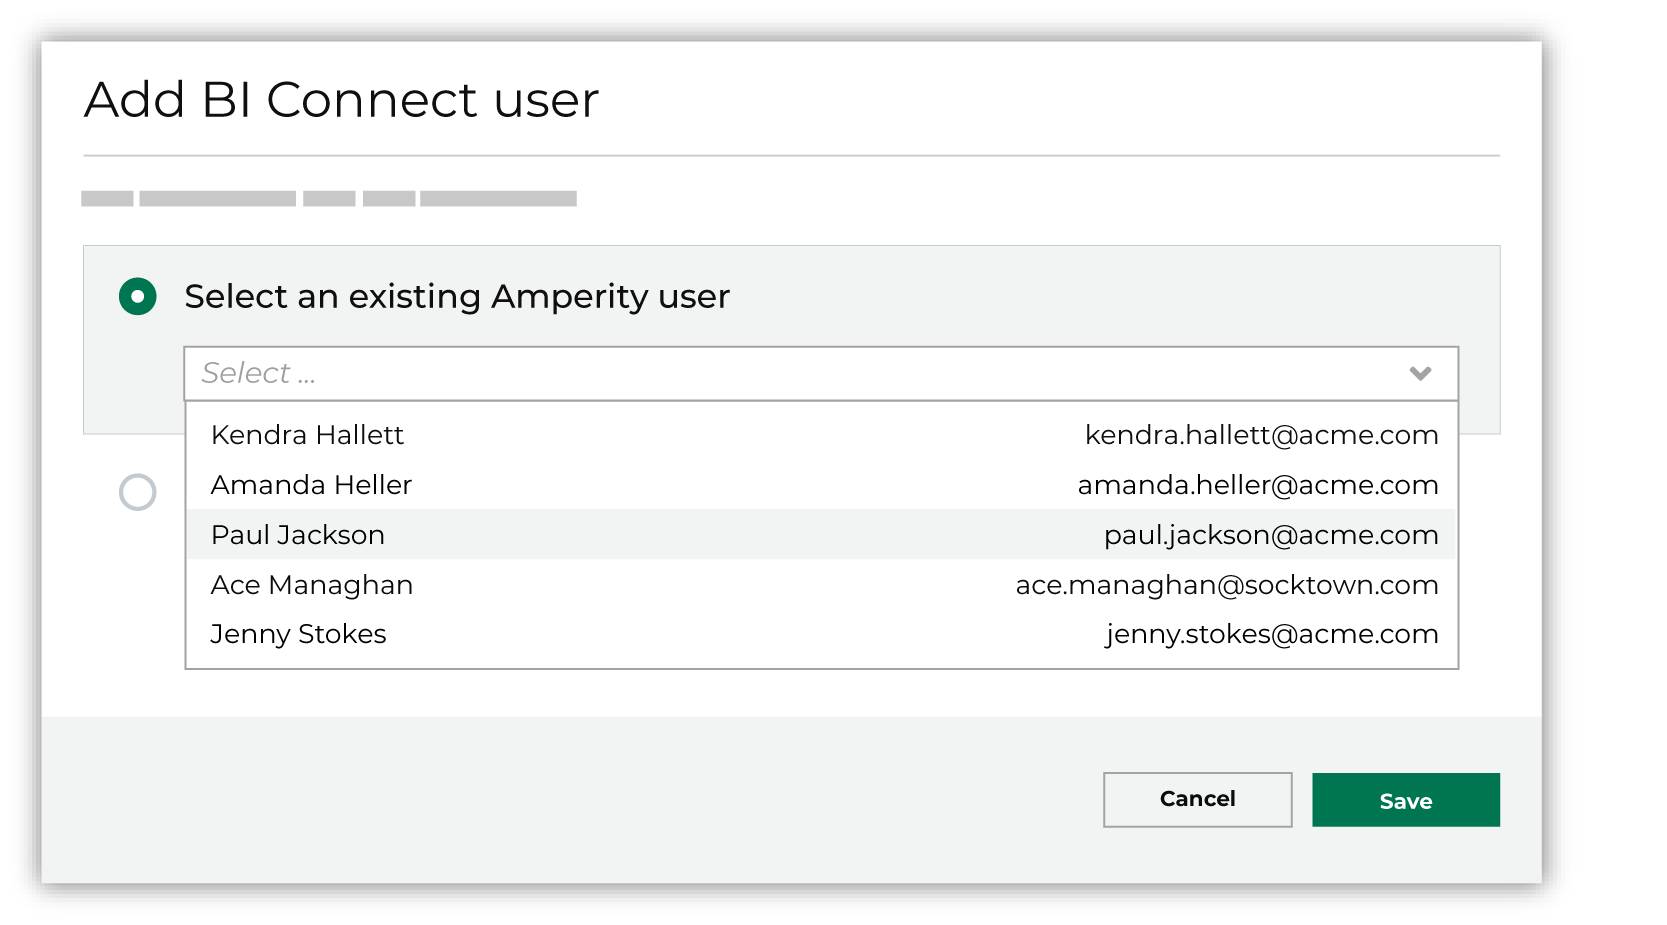 Add BI Connect user
Select an existing Amperity user
Select ...
Kendra Hallett kendra.hallett@acme.com
Amanda Heller amanda.heller@acme.com
Paul Jackson paul.jackson@acme.com
Ace Managhan ace.managhan@socktown.com
Jenny Stokes jenny.stokes@acme.com
Cancel Save